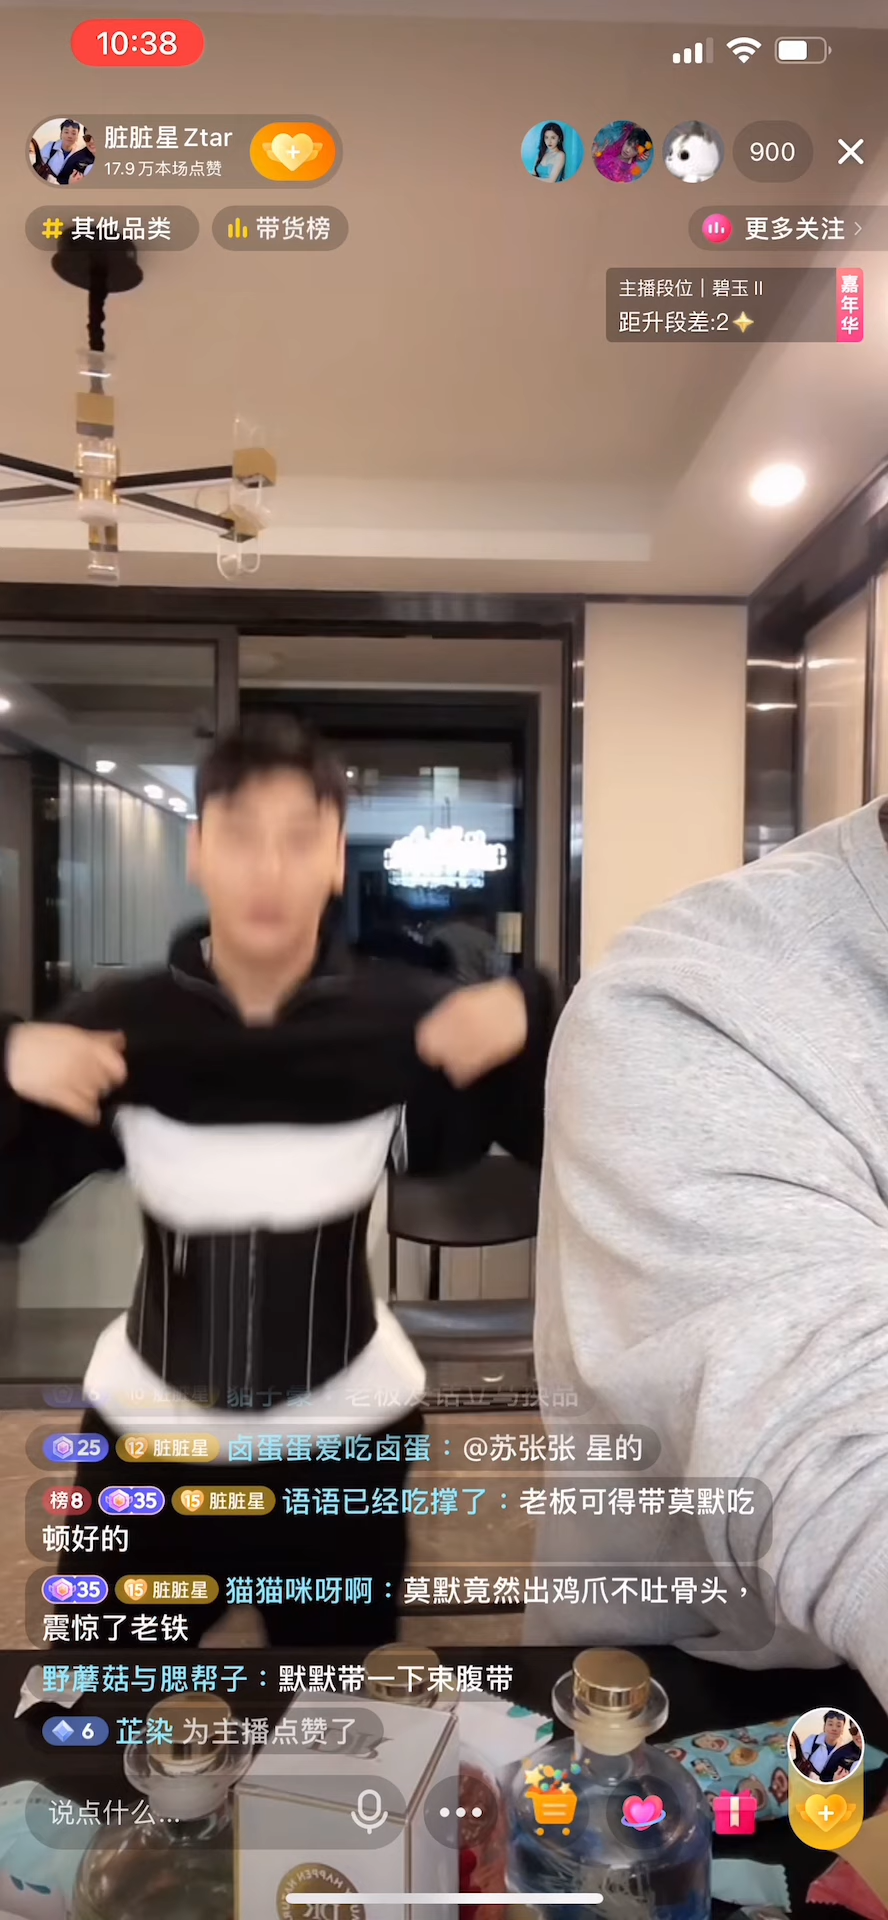 10:38
脏脏星Ztar
17.9万本场点赞
900
其他品类
带货榜
更多关注
主播段位|碧玉II
距升段差:2
嘉年华
25 12 脏脏星 卤蛋蛋爱吃卤蛋：@苏张张 星的
榜8 35 15 脏脏星 语语已经吃撑了：老板可得带莫默吃
顿好的
35 15 脏脏星 猫猫咪呀啊：莫默竟然出鸡爪不吐骨头，
震惊了老铁
野蘑菇与腮帮子：默默带一下束腹带
6 芷染 为主播点赞了
说点什么...